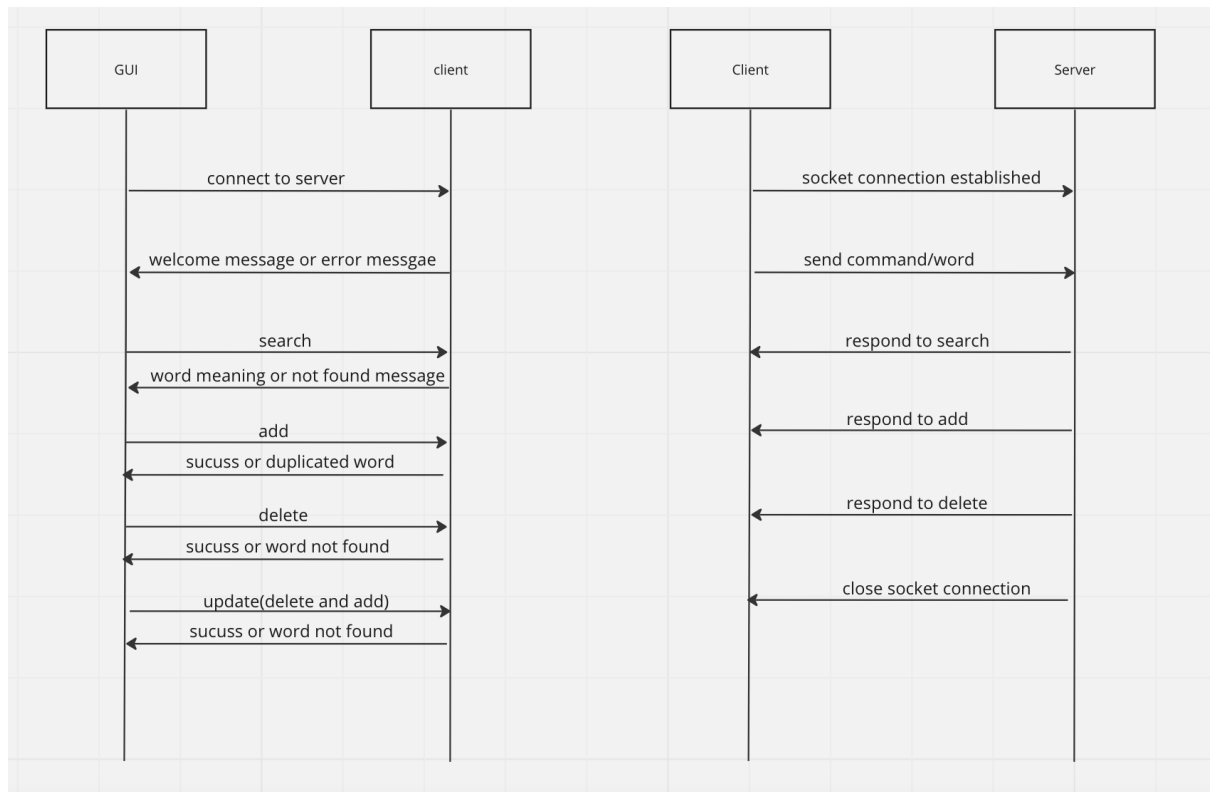 GUI
client
connect to server
welcome message or error messgae
search
word meaning or not found message
add
sucuss or duplicated word
delete
sucuss or word not found
update(delete and add)
sucuss or word not found
Client
Server
socket connection established
send command/word
respond to search
respond to add
respond to delete
close socket connection